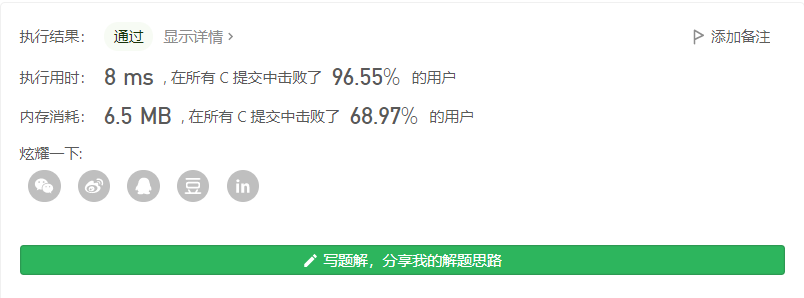 执行结果： 通过 显示详情 › 添加备注
执行用时： 8 ms , 在所有 C 提交中击败了 96.55% 的用户
内存消耗： 6.5 MB , 在所有 C 提交中击败了 68.97% 的用户
炫耀一下:
豆 in
写题解，分享我的解题思路